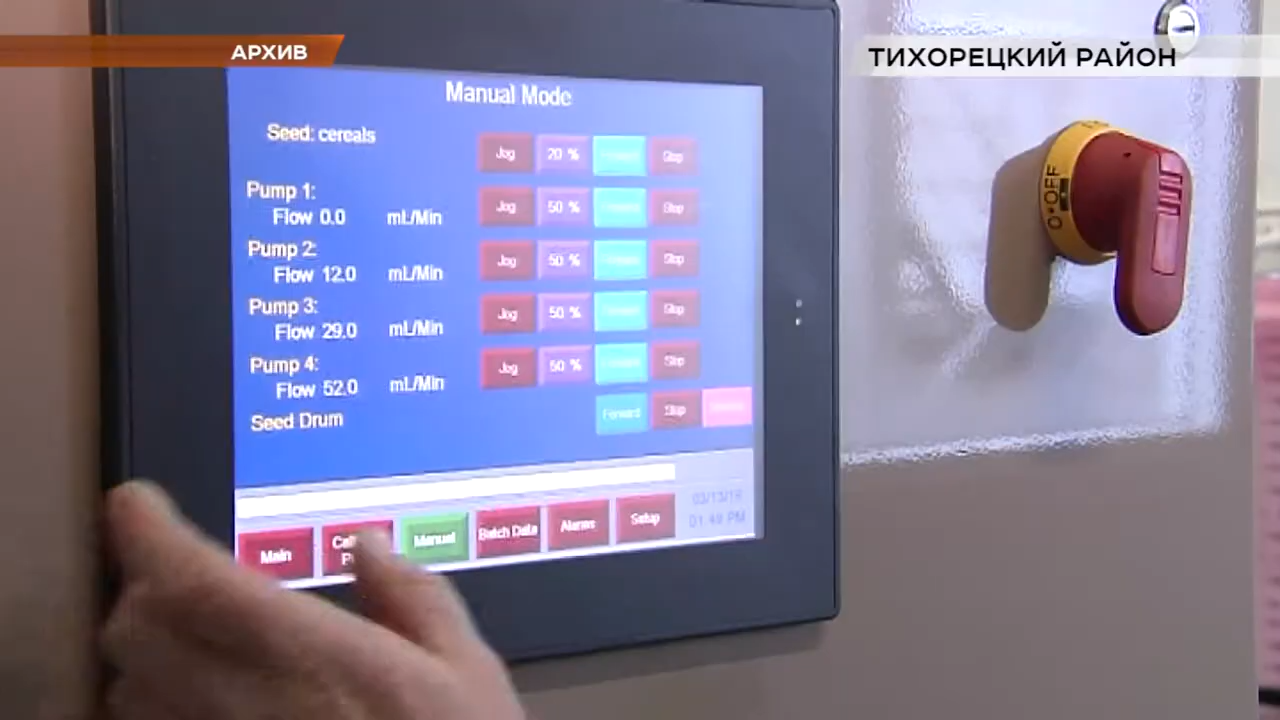 АРХИВ
ТИХОРЕЦКИЙ РАЙОН
Manual Mode
Seed: cereals
Jog 20 % Stop
Pump 1:
Flow 0.0 mL/Min
Jog 50 % Stop
Pump 2:
Flow 12.0 mL/Min
Jog 50 % Stop
Pump 3:
Flow 29.0 mL/Min
Jog 50 % Stop
Pump 4:
Flow 52.0 mL/Min
Jog 50 % Stop
Seed Drum
Forward Stop
Main
Manual
Batch Data
Alarms
Setup
01:49 PM
O•OFF